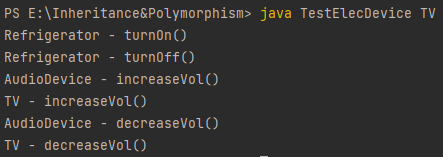 PS E:\Inheritance&Polymorphism> java TestElecDevice TV
Refrigerator - turnOn()
Refrigerator - turnOff()
AudioDevice - increaseVol()
TV - increaseVol()
AudioDevice - decreaseVol()
TV - decreaseVol()